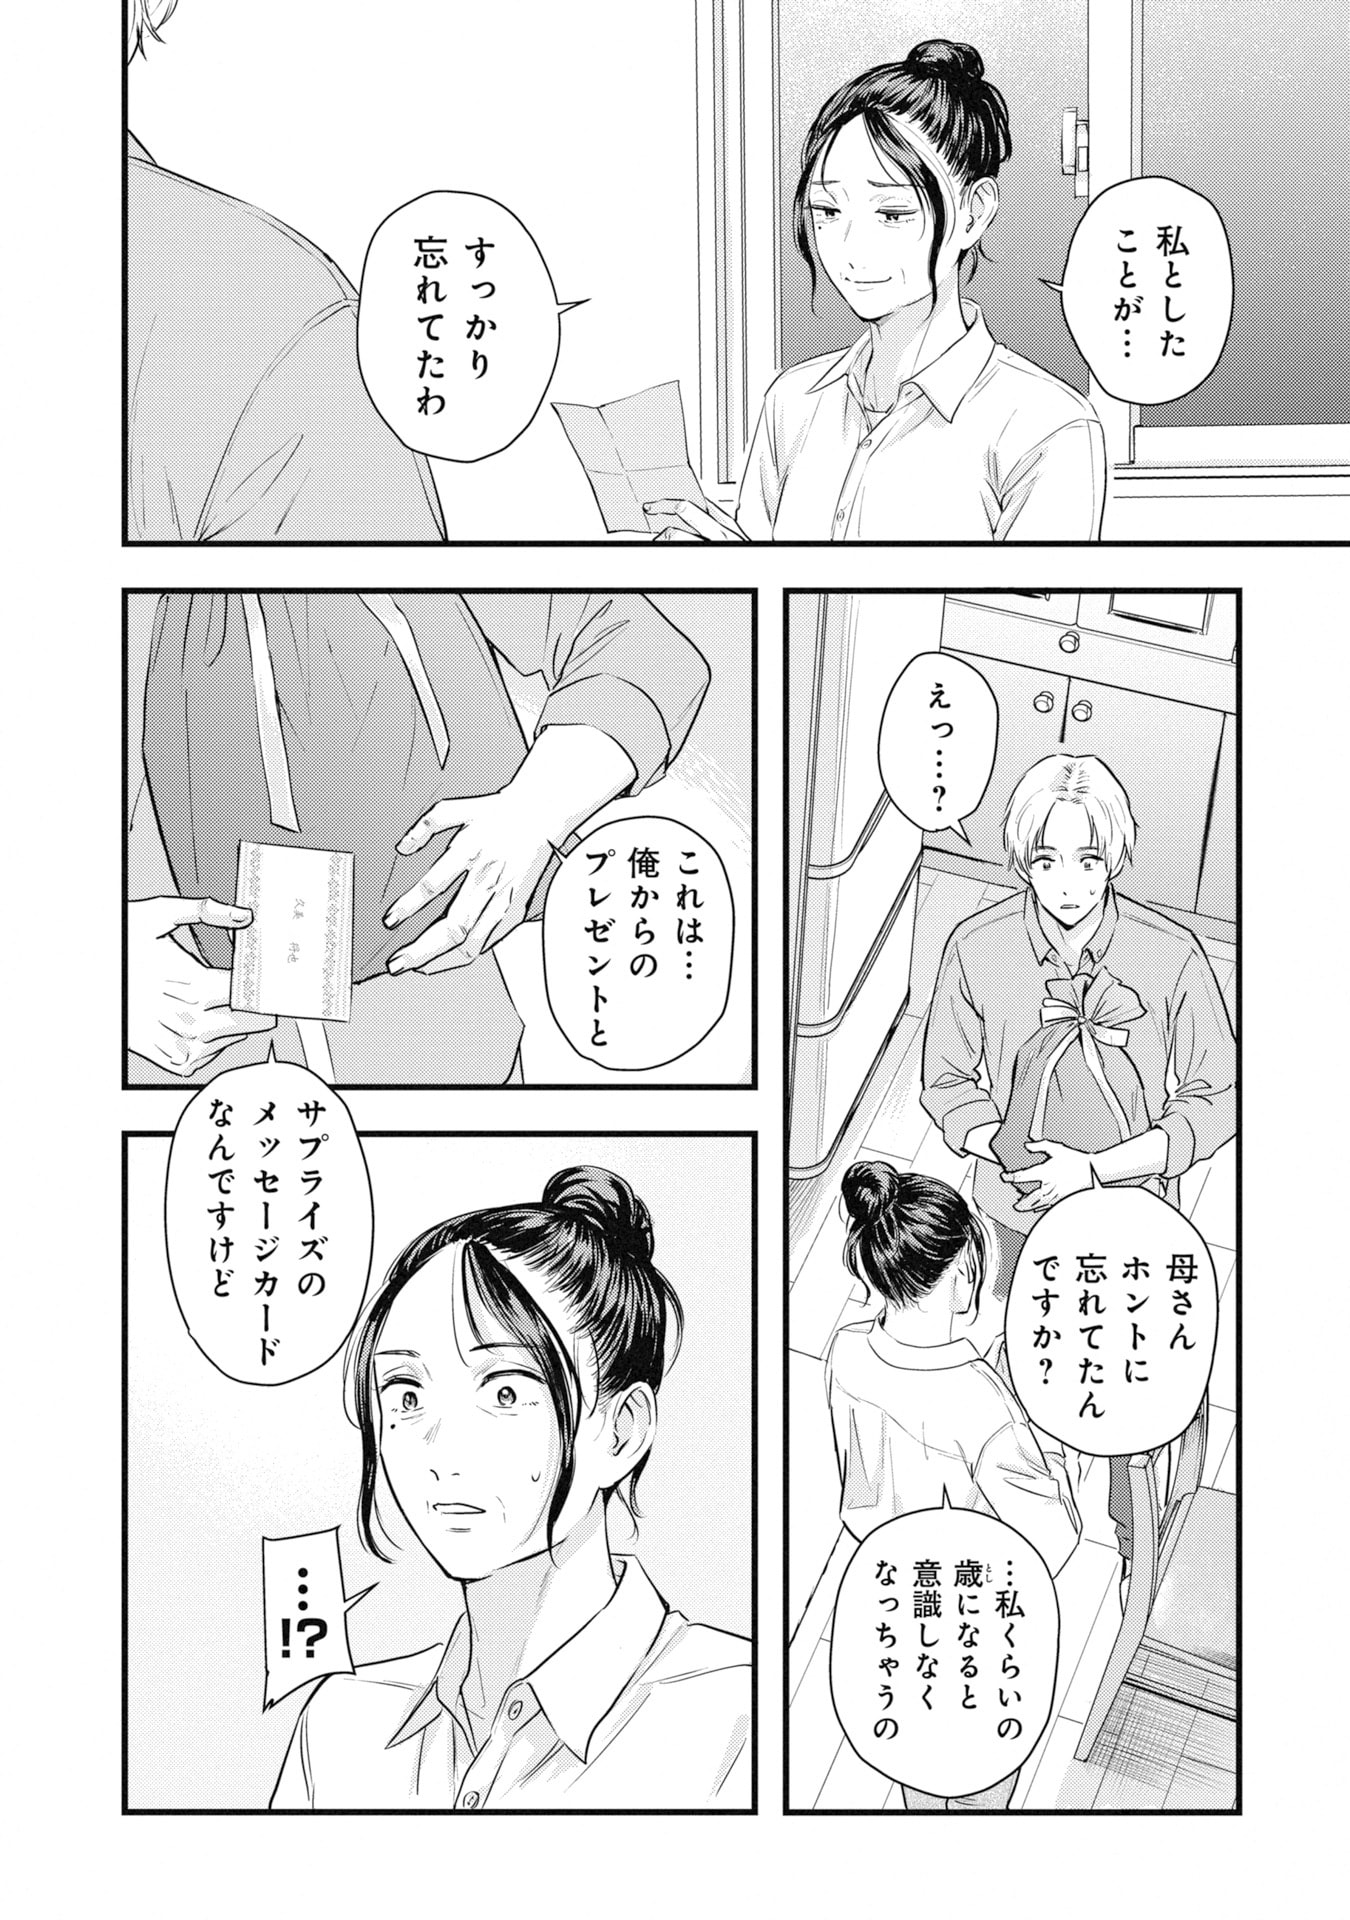 私とした
ことが…
すっかり
忘れてたわ
えっ…?
母さん
ホントに
忘れてたん
ですか?
…私くらいの
歳になると
とし
意識しなく
なっちゃうの
これは…
俺からの
プレゼントと
サプライズの
メッセージカード
なんですけど
…!?